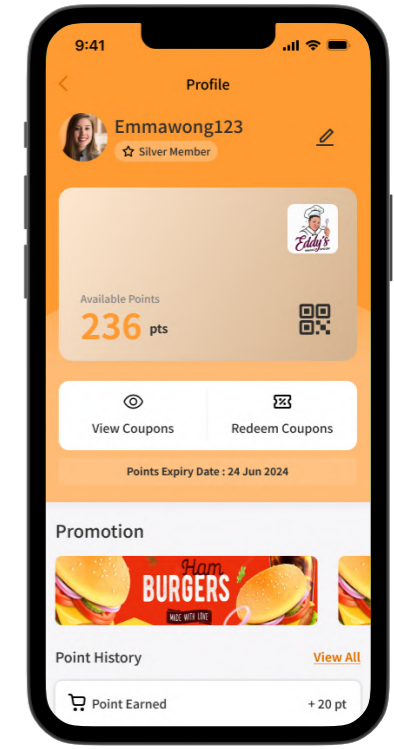 9:41
Profile
Emmawong123
Silver Member
Eddy's
Available Points
236 pts
View Coupons
Redeem Coupons
Points Expiry Date : 24 Jun 2024
Promotion
Ham
BURGERS
MADE WITH LOVE
Point History
View All
Point Earned
+ 20 pt